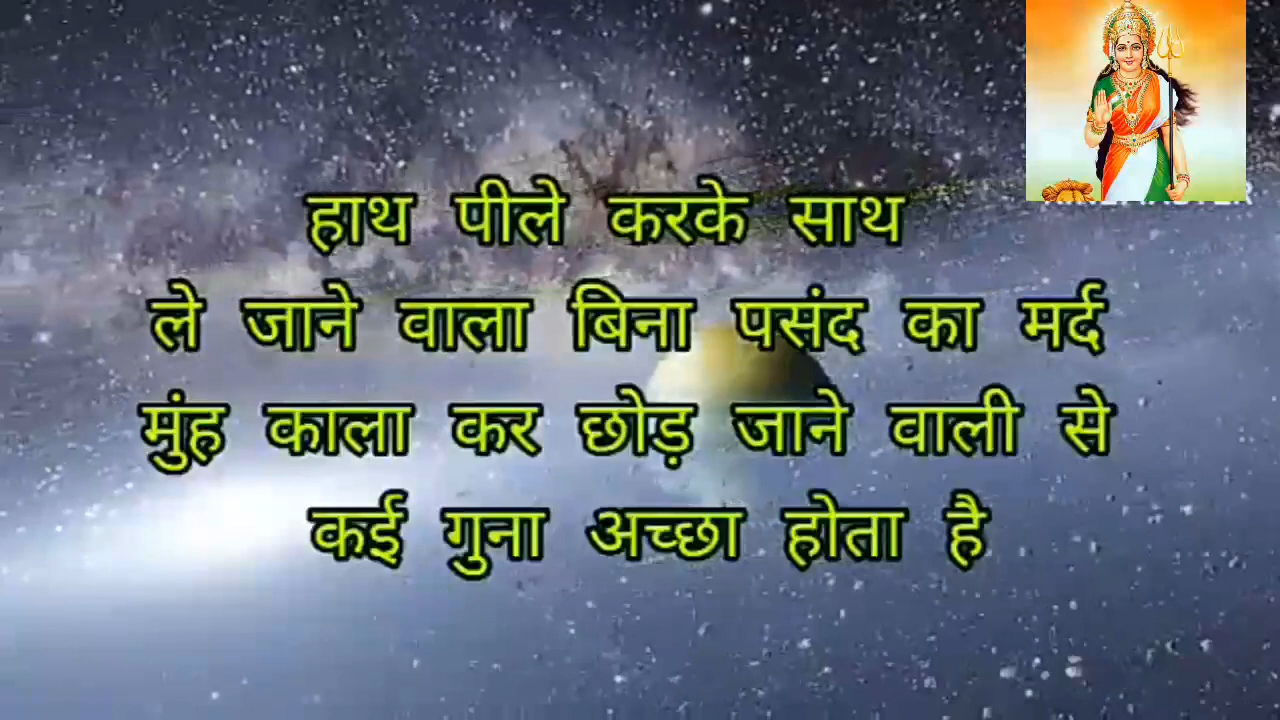 हाथ पीले करके साथ
ले जाने वाला बिना पसंद का मर्द
मुंह काला कर छोड़ जाने वाली से
कई गुना अच्छा होता है